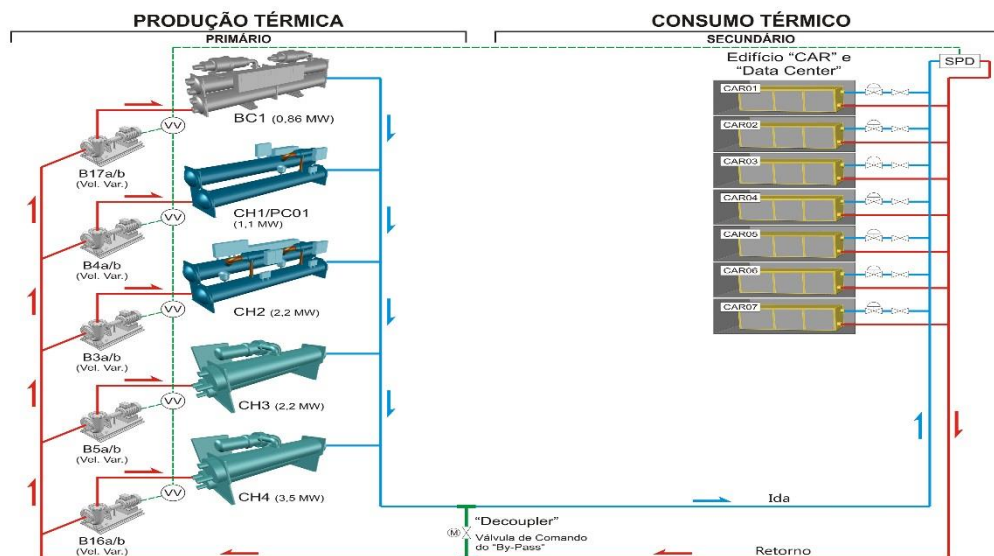 PRODUÇÃO TÉRMICA
CONSUMO TÉRMICO
PRIMÁRIO
SECUNDÁRIO
Edifício “CAR” e
“Data Center”
SPD
BC1 (0,86 MW)
VV
B17a/b
(Vel. Var.)
CH1/PC01
(1,1 MW)
VV
B4a/b
(Vel. Var.)
CH2 (2,2 MW)
VV
B3a/b
(Vel. Var.)
CH3 (2,2 MW)
VV
B5a/b
(Vel. Var.)
CH4 (3,5 MW)
VV
B16a/b
(Vel. Var.)
CAR01
CAR02
CAR03
CAR04
CAR05
CAR06
CAR07
Ida
“Decoupler”
M
Válvula de Comando
do “By-Pass”
Retorno